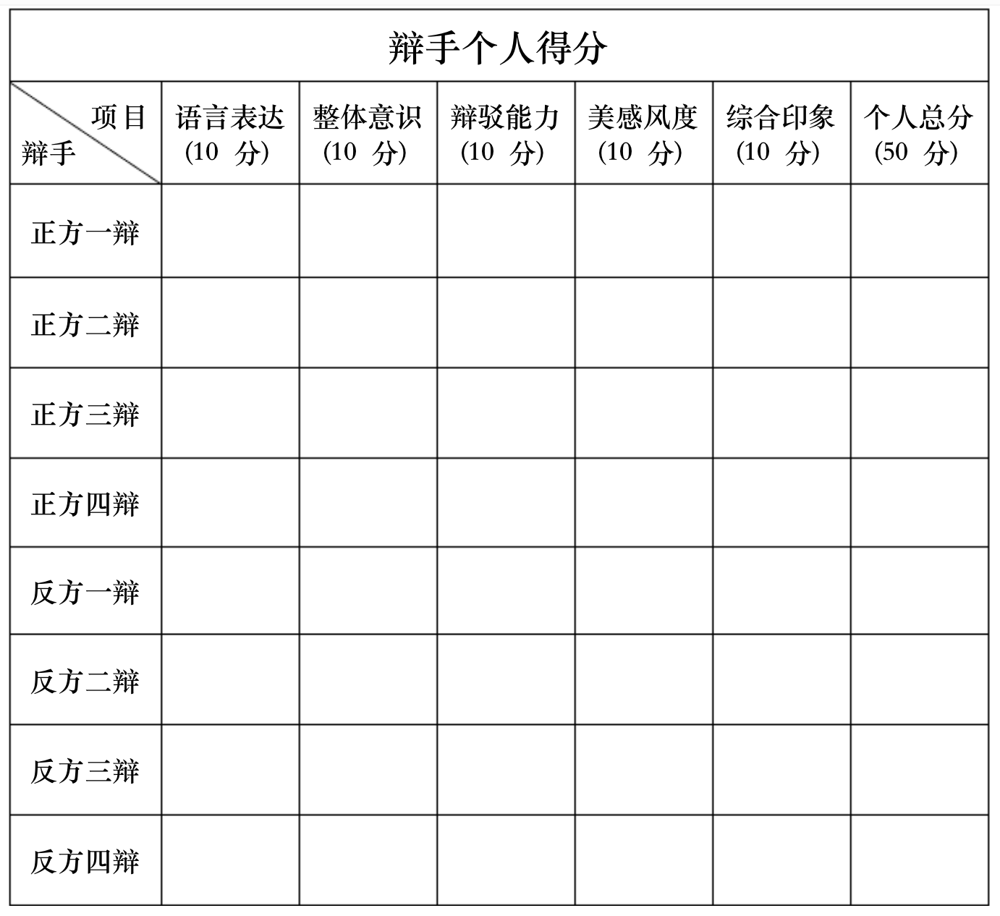 辩手个人得分
项目
辩手
语言表达
(10 分)
整体意识
(10 分)
辩驳能力
(10 分)
美感风度
(10 分)
综合印象
(10 分)
个人总分
(50 分)
正方一辩
正方二辩
正方三辩
正方四辩
反方一辩
反方二辩
反方三辩
反方四辩